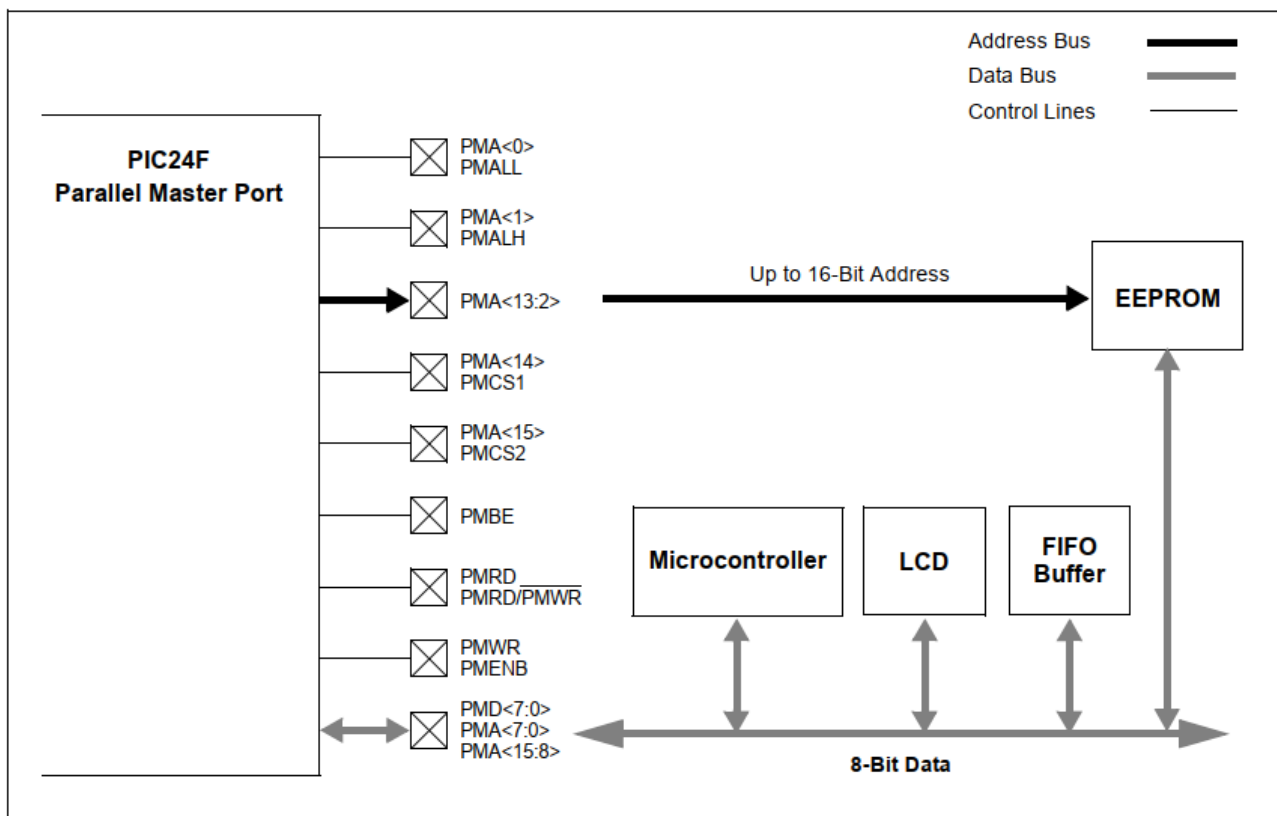 Address Bus
Data Bus
Control Lines
PIC24F
Parallel Master Port
PMA<0>
PMALL
PMA<1>
PMALH
PMA<13:2>
Up to 16-Bit Address
EEPROM
PMA<14>
PMCS1
PMA<15>
PMCS2
PMBE
Microcontroller
LCD
FIFO
Buffer
PMRD
PMRD/P̅M̅W̅R̅
PMWR
PMENB
PMD<7:0>
PMA<7:0>
PMA<15:8>
8-Bit Data